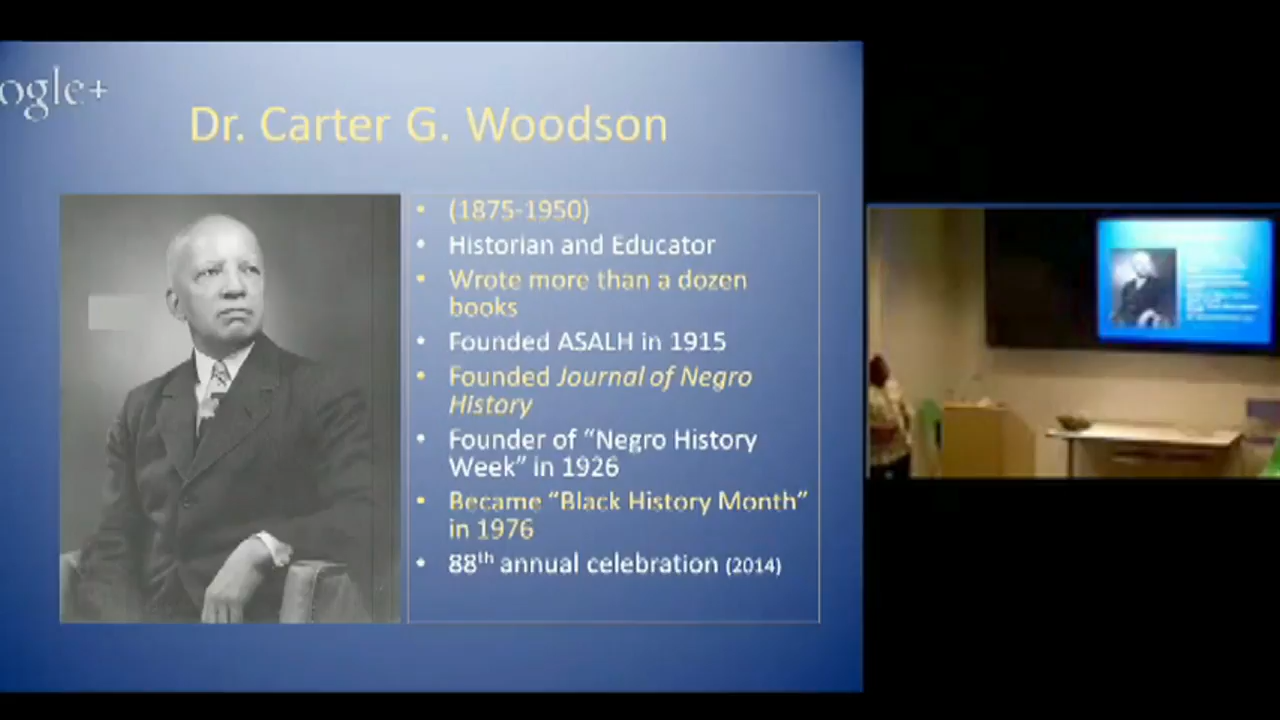 ogle+
Dr. Carter G. Woodson
• (1875-1950)
• Historian and Educator
• Wrote more than a dozen
books
• Founded ASALH in 1915
• Founded Journal of Negro
History
• Founder of “Negro History
Week” in 1926
• Became “Black History Month”
in 1976
• 88th annual celebration (2014)